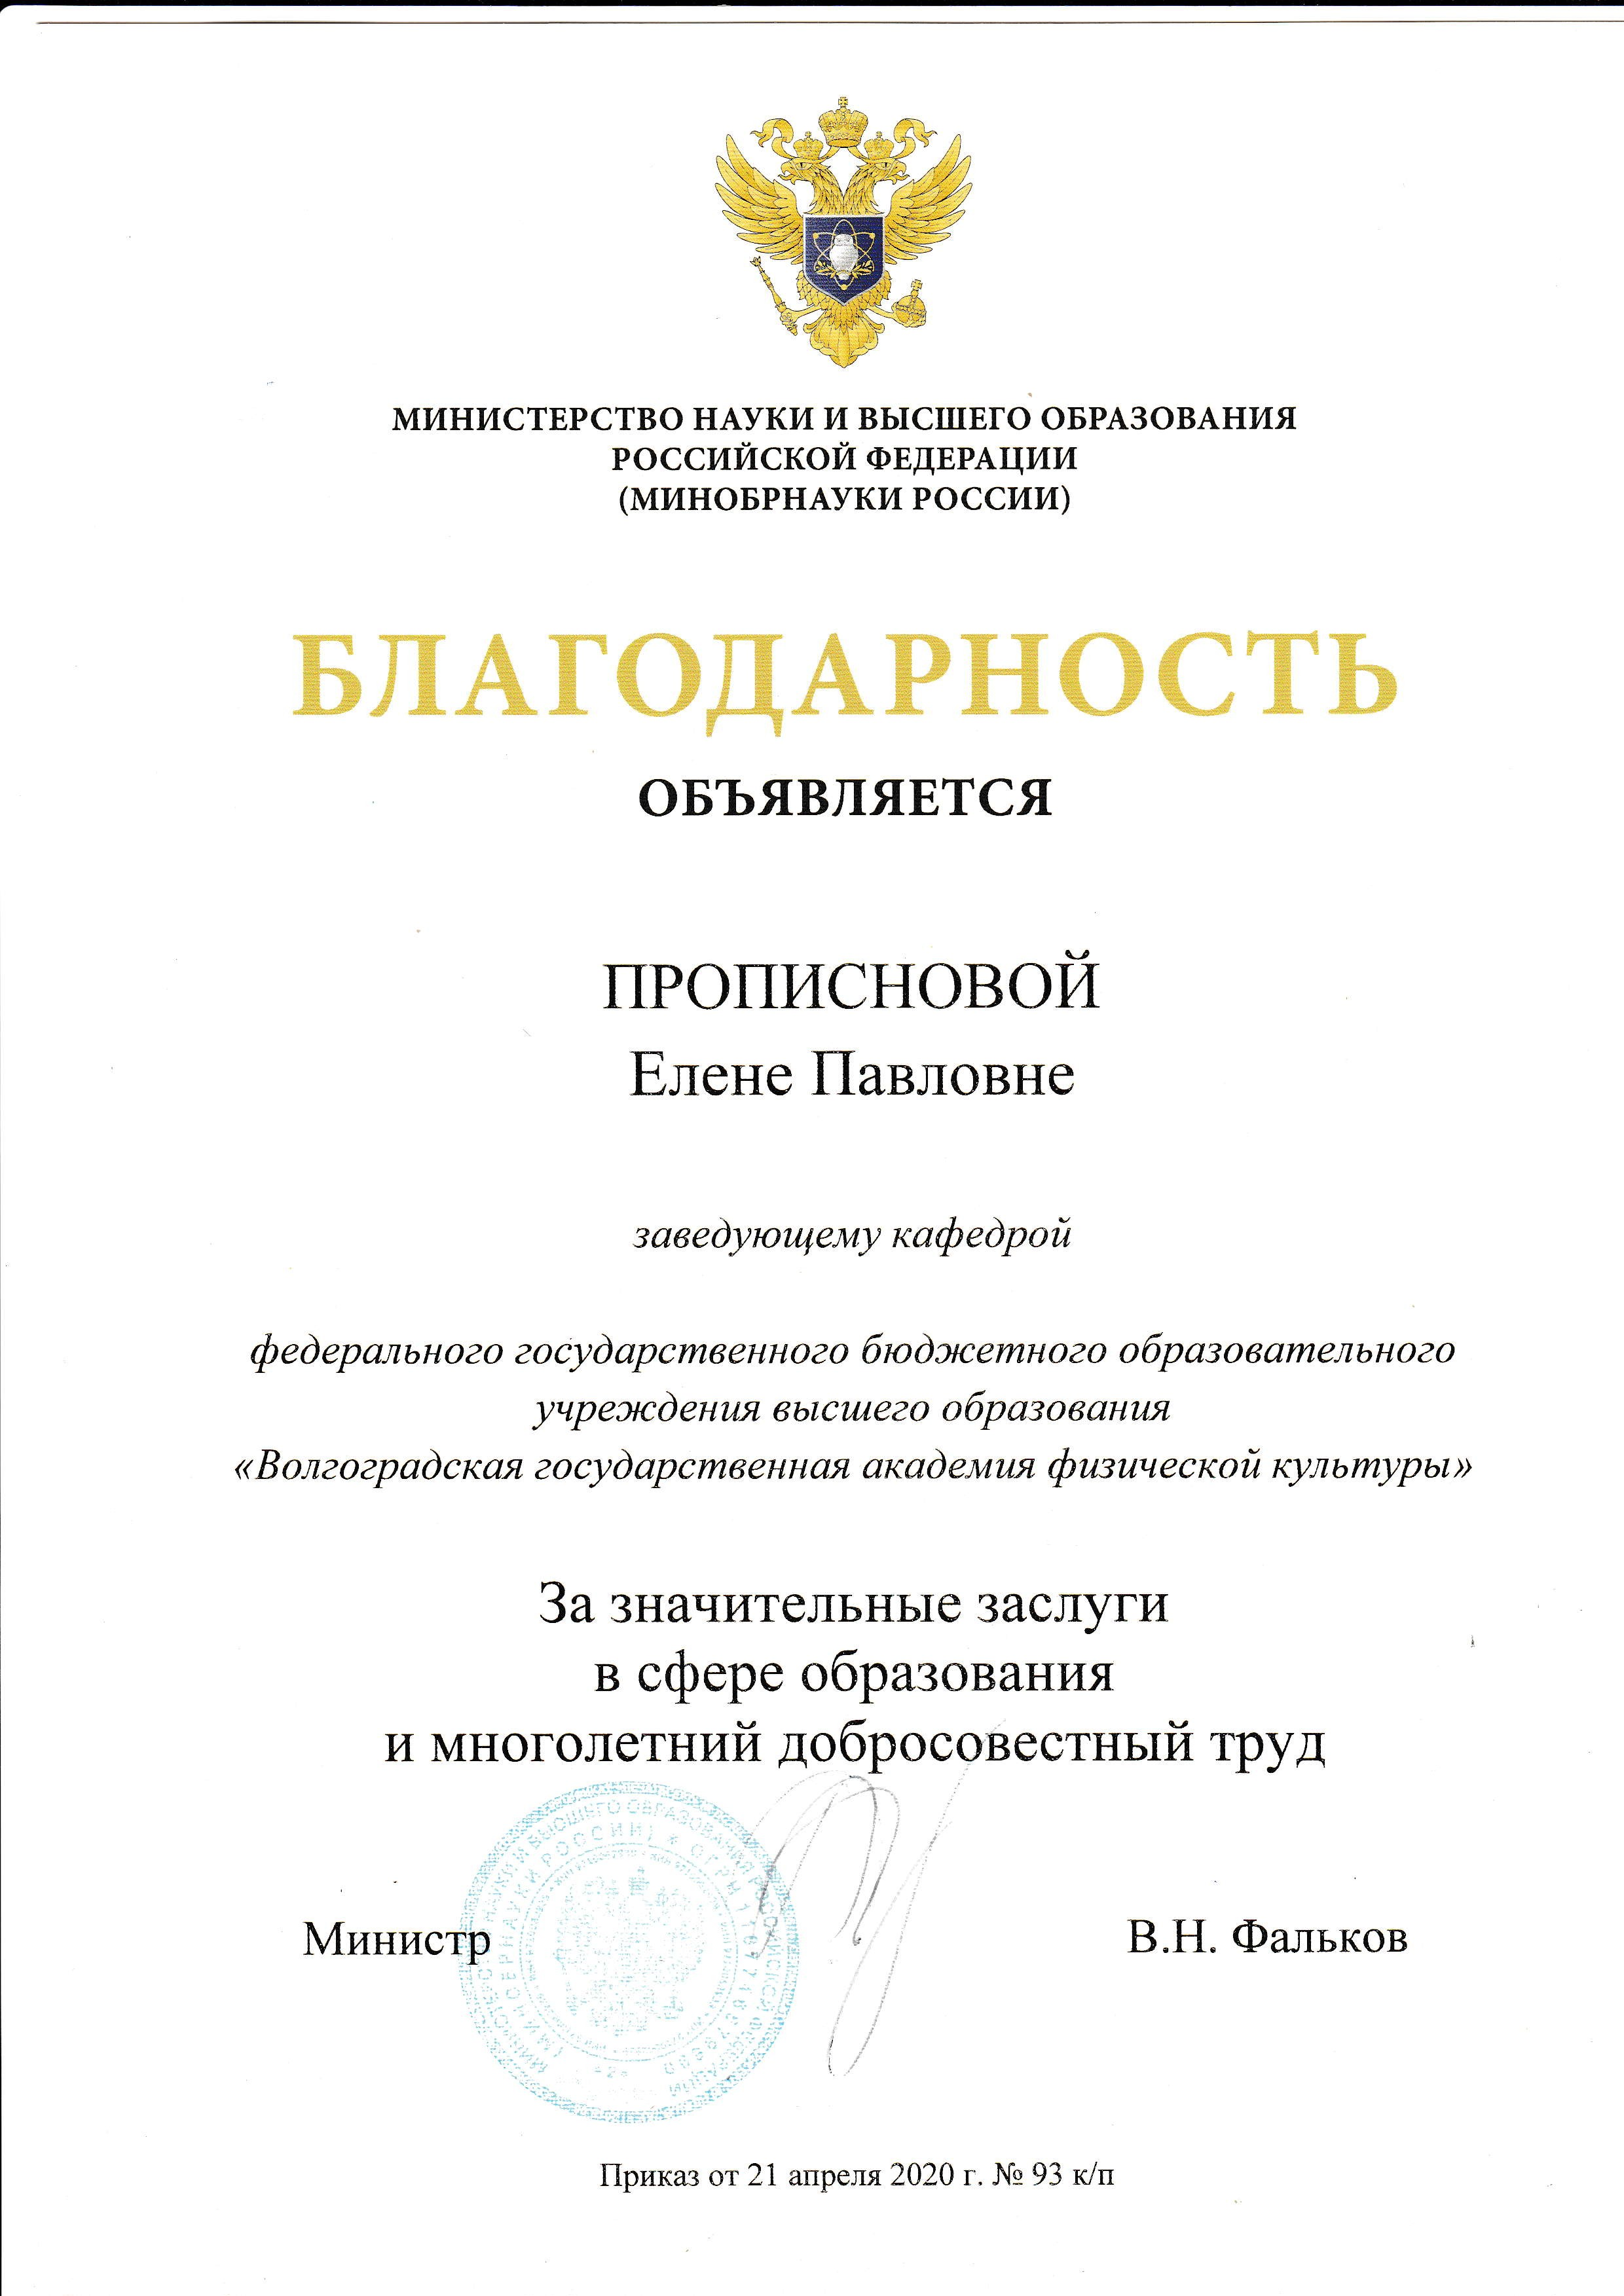 МИНИСТЕРСТВО НАУКИ И ВЫСШЕГО ОБРАЗОВАНИЯ
РОССИЙСКОЙ ФЕДЕРАЦИИ
(МИНОБРНАУКИ РОССИИ)
БЛАГОДАРНОСТЬ
ОБЪЯВЛЯЕТСЯ
ПРОПИСНОВОЙ
Елене Павловне
заведующему кафедрой
федерального государственного бюджетного образовательного
учреждения высшего образования
«Волгоградская государственная академия физической культуры»
За значительные заслуги
в сфере образования
и многолетний добросовестный труд
Министр
В.Н. Фальков
Приказ от 21 апреля 2020 г. № 93 к/п